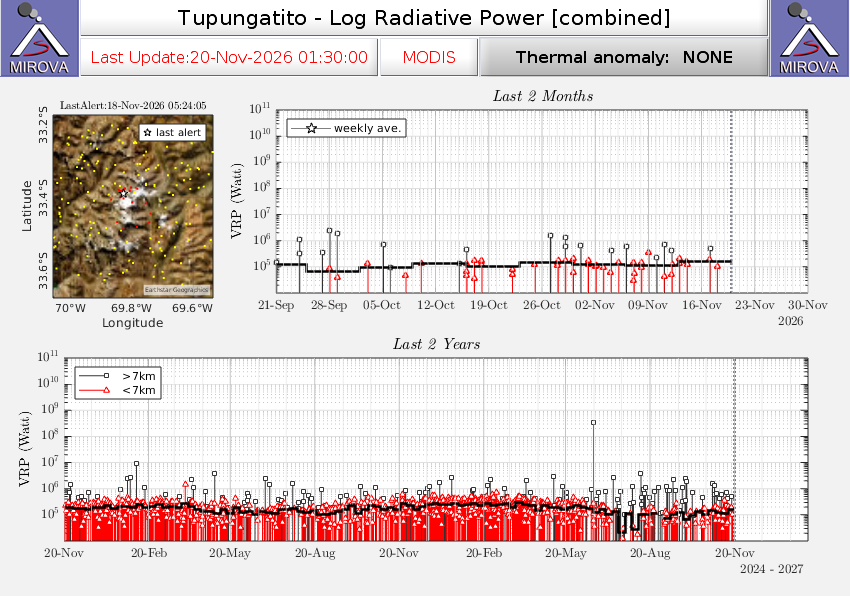 Tupungatito - Log Radiative Power [combined]
MIROVA
Last Update:20-Nov-2026 01:30:00
MODIS
Thermal anomaly: NONE
MIROVA
LastAlert:18-Nov-2026 05:24:05
last alert
33.2°S
33.4°S
33.6°S
Latitude
70°W
69.8°W
69.6°W
Longitude
Earthstar Geographics
Last 2 Months
weekly ave.
VRP (Watt)
10^11
10^10
10^9
10^8
10^7
10^6
10^5
21-Sep
28-Sep
05-Oct
12-Oct
19-Oct
26-Oct
02-Nov
09-Nov
16-Nov
23-Nov
30-Nov
2026
Last 2 Years
>7km
<7km
VRP (Watt)
10^11
10^10
10^9
10^8
10^7
10^6
10^5
20-Nov
20-Feb
20-May
20-Aug
20-Nov
20-Feb
20-May
20-Aug
20-Nov
2024 - 2027